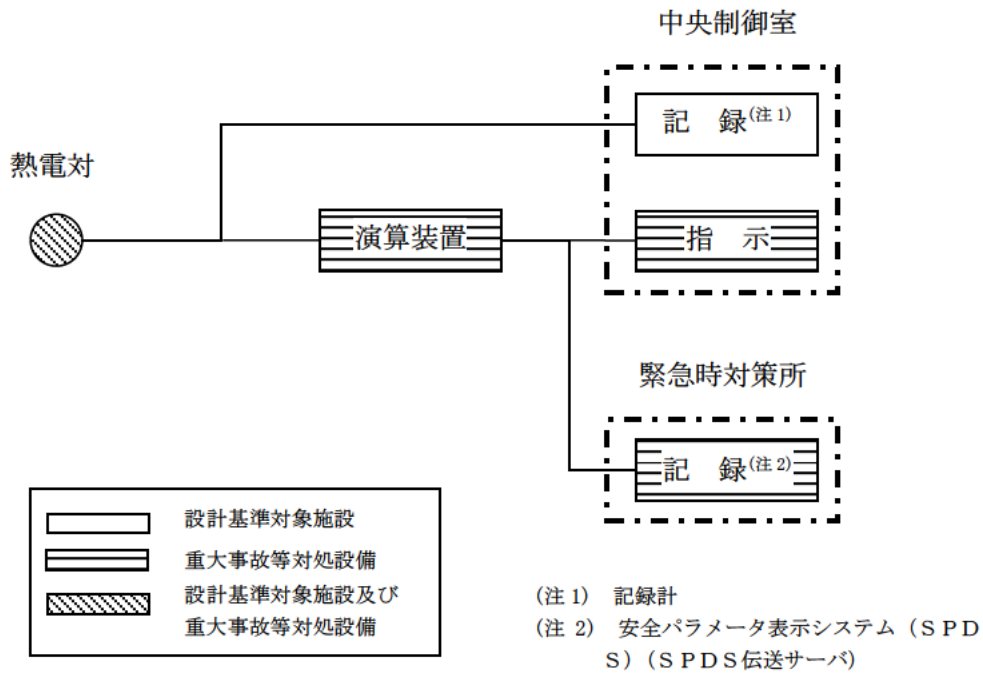 中央制御室
記 録(注1)
熱電対
演算装置
指 示
緊急時対策所
記 録(注2)
設計基準対象施設
重大事故等対処設備
設計基準対象施設及び
重大事故等対処設備
(注1) 記録計
(注2) 安全パラメータ表示システム(SPD
S)(SPDS伝送サーバ)